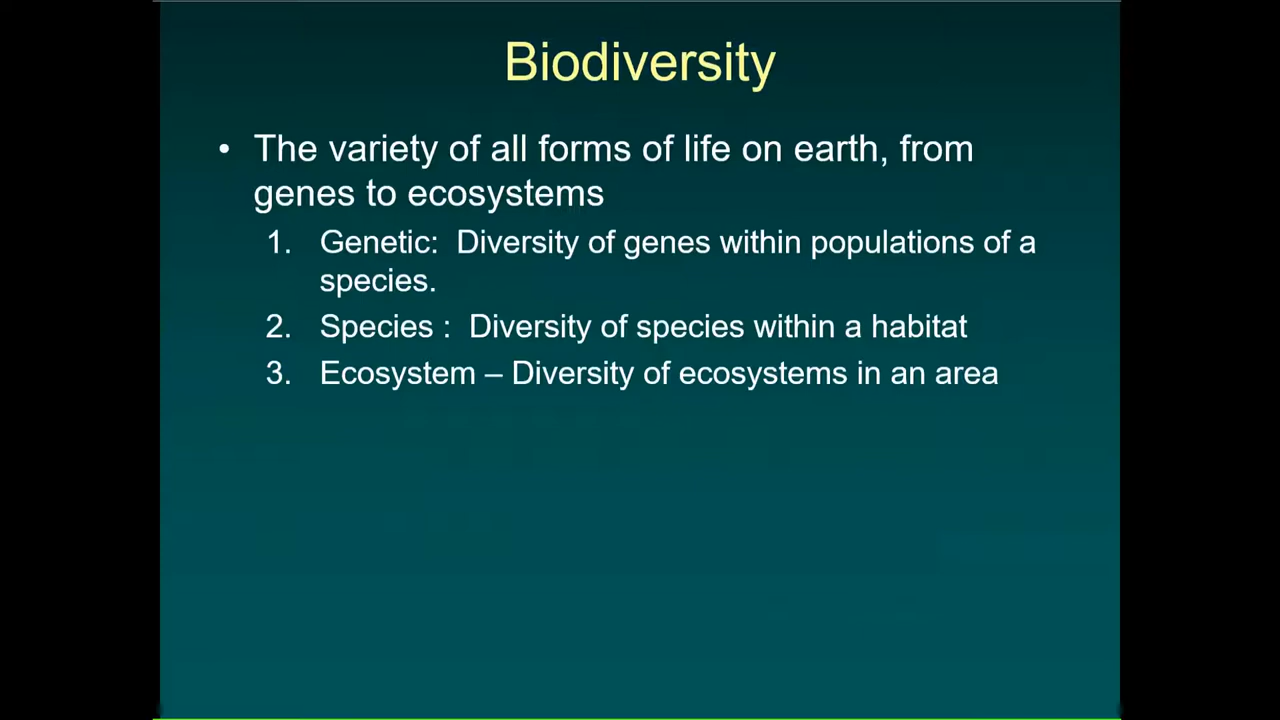 Biodiversity
• The variety of all forms of life on earth, from
genes to ecosystems
1. Genetic: Diversity of genes within populations of a
species.
2. Species : Diversity of species within a habitat
3. Ecosystem – Diversity of ecosystems in an area